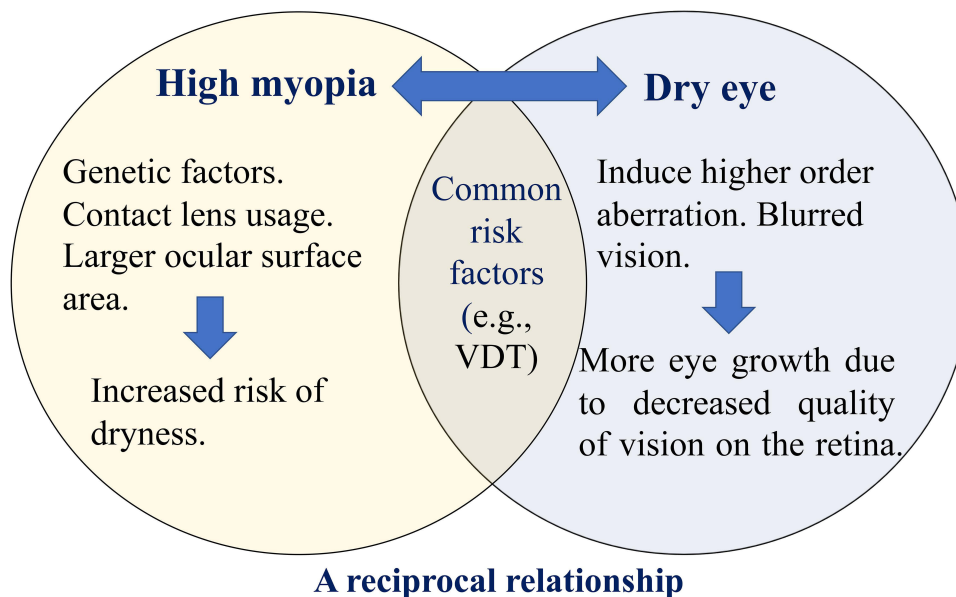 High myopia
Genetic factors.
Contact lens usage.
Larger ocular surface
area.
Increased risk of
dryness.
Common
risk
factors
(e.g.,
VDT)
Dry eye
Induce higher order
aberration. Blurred
vision.
More eye growth due
to decreased quality
of vision on the retina.
A reciprocal relationship